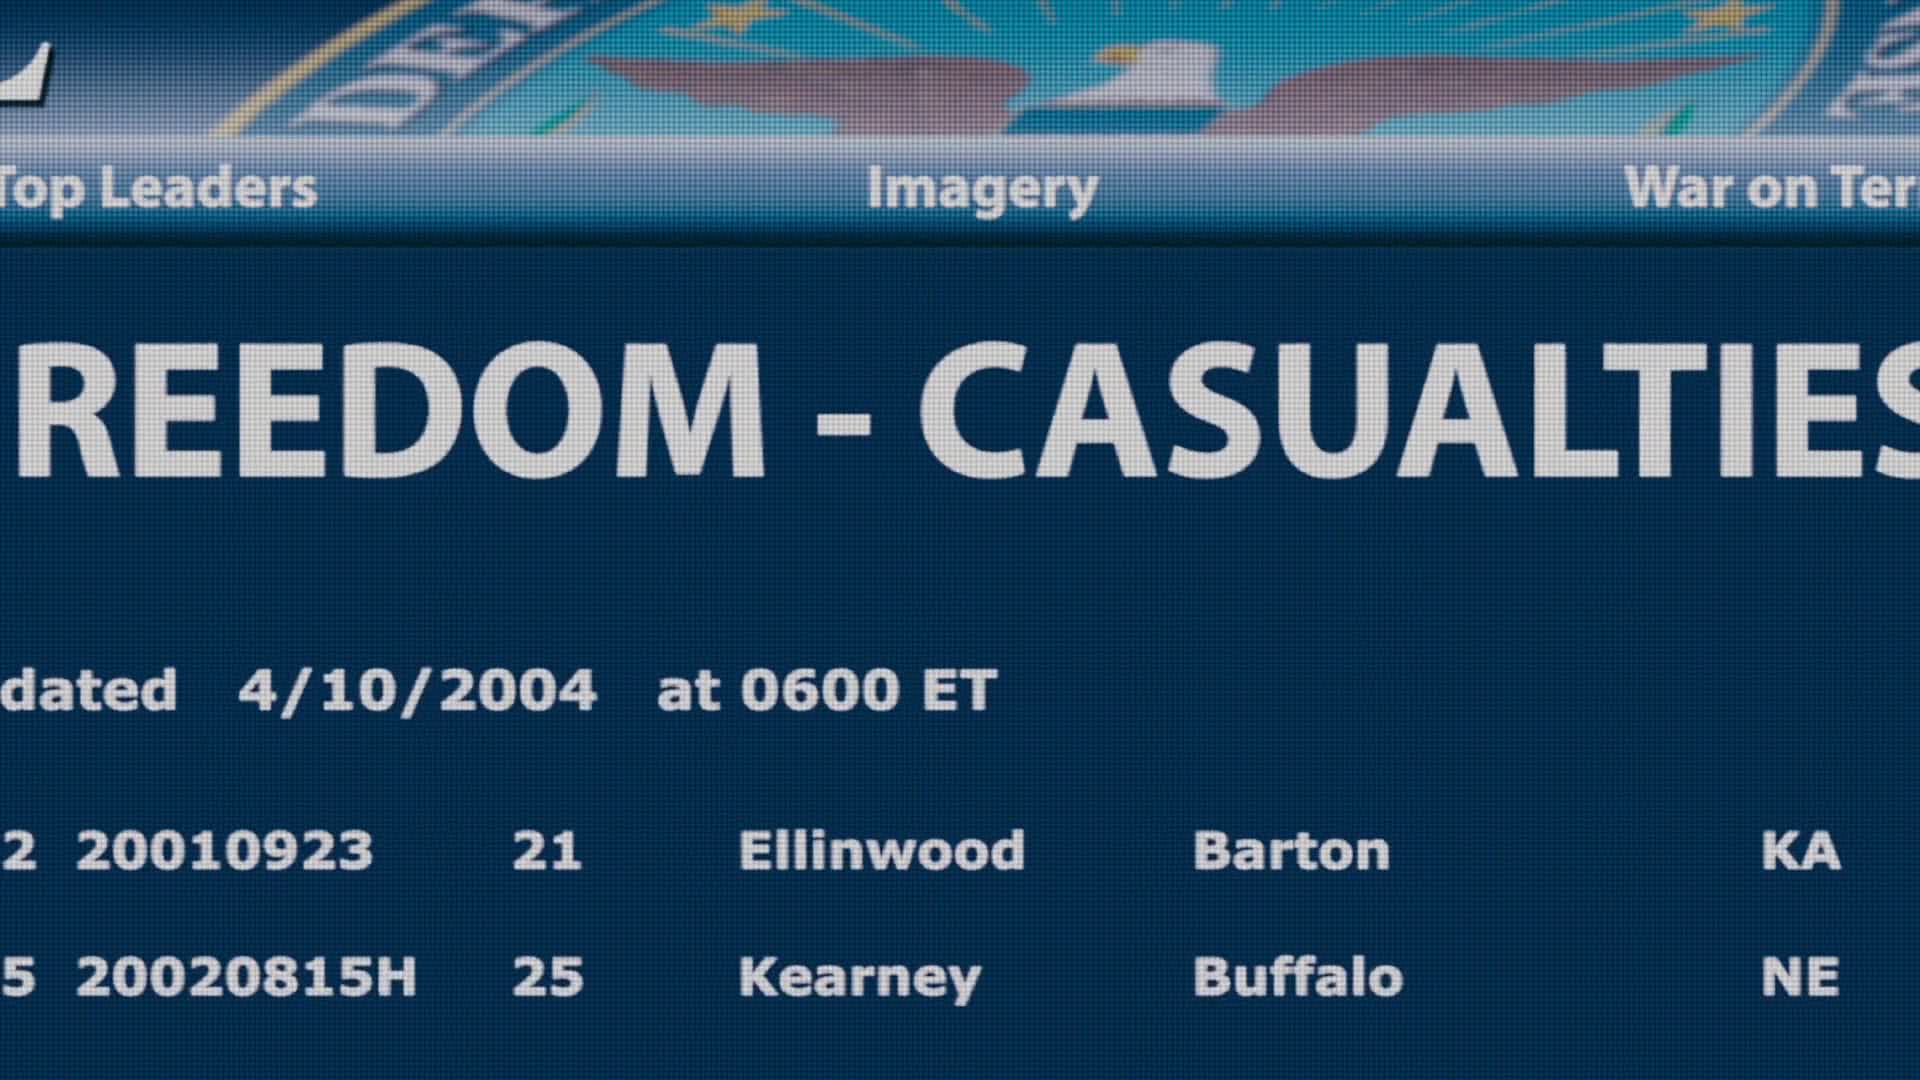 DEF
Top Leaders Imagery War on Ter
REEDOM - CASUALTIES
dated 4/10/2004 at 0600 ET
2 20010923 21 Ellinwood Barton KA
5 20020815H 25 Kearney Buffalo NE